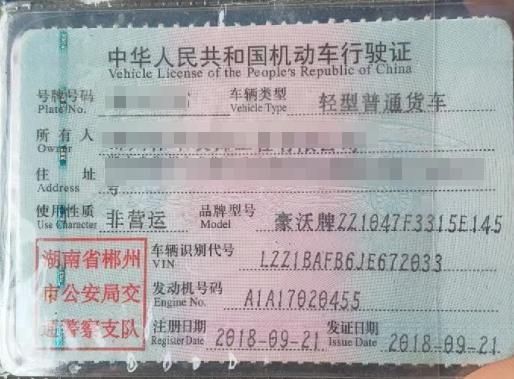 中华人民共和国机动车行驶证
Vehicle License of the People's Republic of China
号牌号码 车辆类型 轻型普通货车
Plate No. Vehicle Type
所有人
Owner
住址
Address 号
使用性质 非营运 品牌型号 豪沃牌ZZ1047F3315E145
Use Character Model
湖南省郴州
市公安局交
通警察支队
车辆识别代号 LZZ1BAFB6JE672033
VIN
发动机号码 A1A17020455
Engine No.
注册日期 2018-09-21 发证日期 2018-09-21
Register Date Issue Date